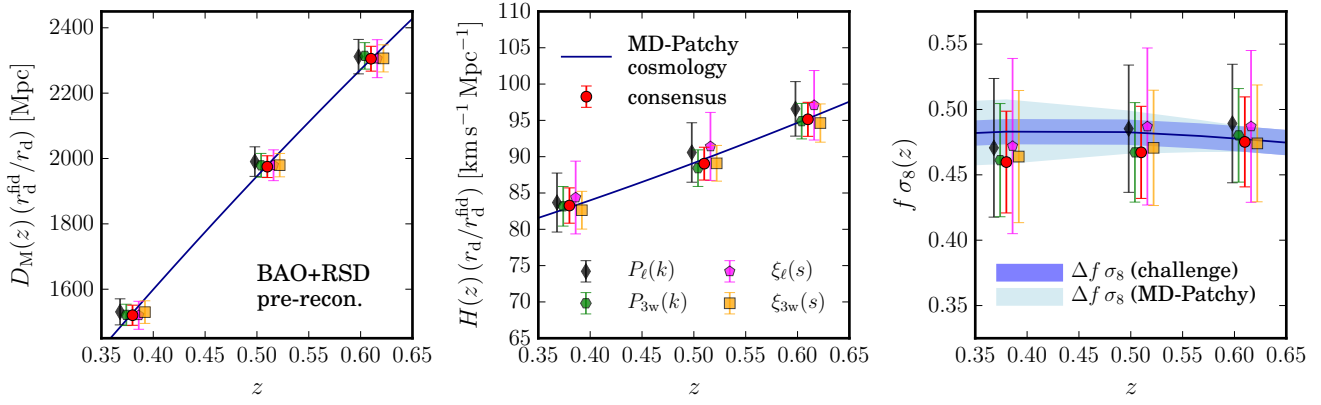 2400
2200
2000
1800
1600
D_M(z) (r_d^fid/r_d) [Mpc]
BAO+RSD
pre-recon.
0.35 0.40 0.45 0.50 0.55 0.60 0.65
z
110
105
100
95
90
85
80
75
70
65
H(z) (r_d/r_d^fid) [km s⁻¹ Mpc⁻¹]
MD-Patchy
cosmology
consensus
P_ℓ(k) ξ_ℓ(s)
P_3w(k) ξ_3w(s)
0.35 0.40 0.45 0.50 0.55 0.60 0.65
z
0.55
0.50
0.45
0.40
0.35
f σ₈(z)
Δf σ₈ (challenge)
Δf σ₈ (MD-Patchy)
0.35 0.40 0.45 0.50 0.55 0.60 0.65
z